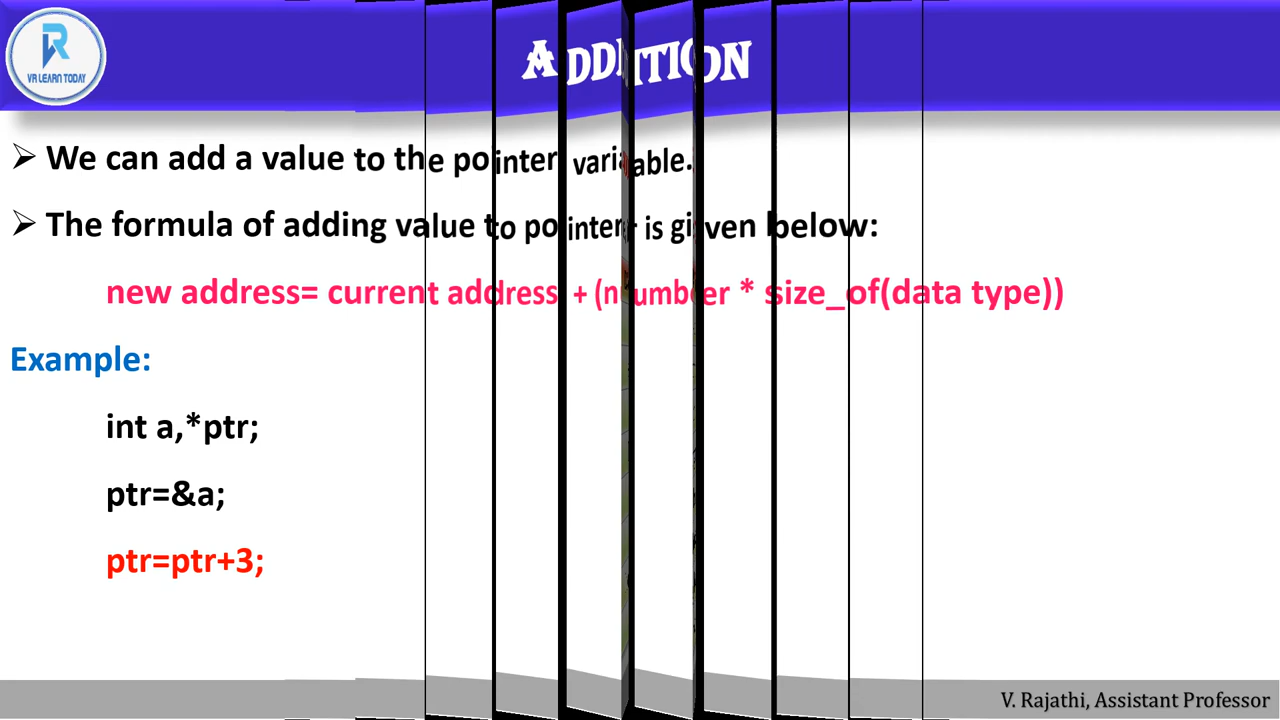 VR LEARN TODAY
ADDITION
We can add a value to the pointer variable.
The formula of adding value to pointer is given below:
new address= current address + (number * size_of(data type))
Example:
int a,*ptr;
ptr=&a;
ptr=ptr+3;
V. Rajathi, Assistant Professor